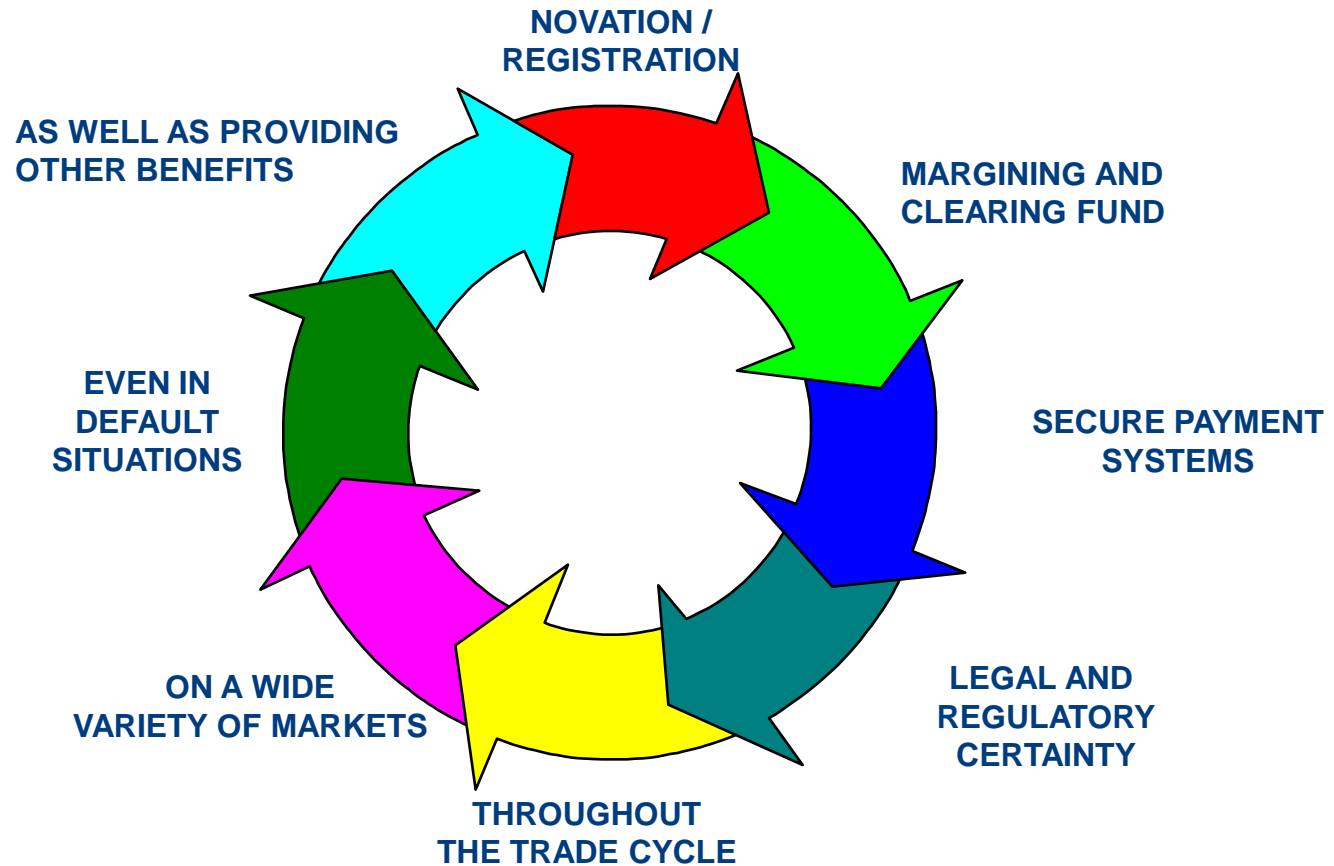 NOVATION /
REGISTRATION
MARGINING AND
CLEARING FUND
SECURE PAYMENT
SYSTEMS
LEGAL AND
REGULATORY
CERTAINTY
THROUGHOUT
THE TRADE CYCLE
ON A WIDE
VARIETY OF MARKETS
EVEN IN
DEFAULT
SITUATIONS
AS WELL AS PROVIDING
OTHER BENEFITS